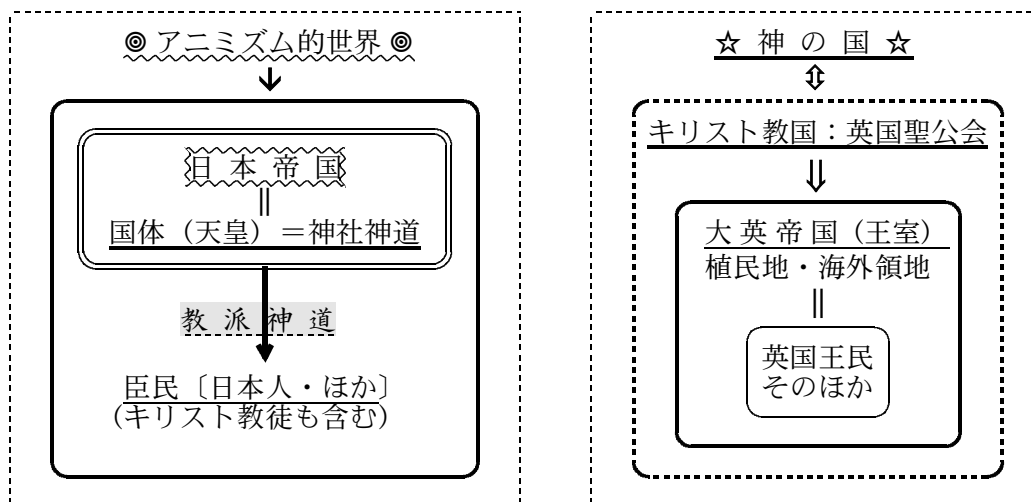 ◎ アニミズム的世界 ◎
↓
日 本 帝 国
||
国体（天皇）＝神社神道
教 派 神 道
臣民〔日本人・ほか〕
(キリスト教徒も含む)
☆ 神 の 国 ☆
⇕
キリスト教国：英国聖公会
⇓
大 英 帝 国（王室）
植民地・海外領地
||
英国王民
そのほか